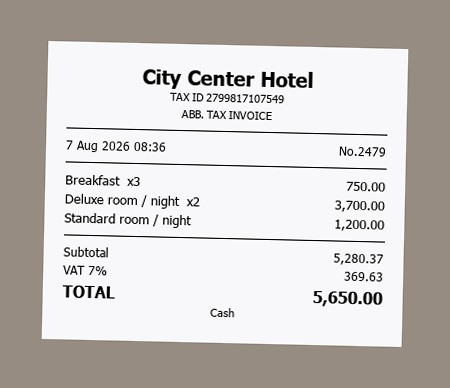 City Center Hotel
TAX ID 2799817107549
ABB. TAX INVOICE
7 Aug 2026 08:36 No.2479
Breakfast x3 750.00
Deluxe room / night x2 3,700.00
Standard room / night 1,200.00
Subtotal 5,280.37
VAT 7% 369.63
TOTAL 5,650.00
Cash